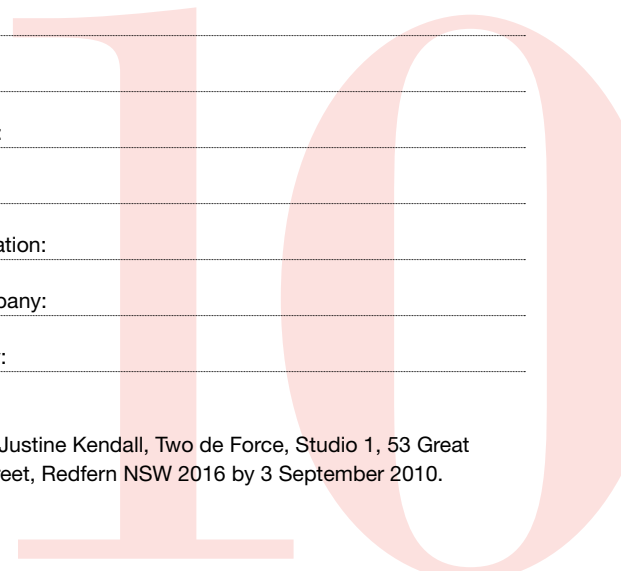 10
:
ation:
pany:
:
Justine Kendall, Two de Force, Studio 1, 53 Great
reet, Redfern NSW 2016 by 3 September 2010.